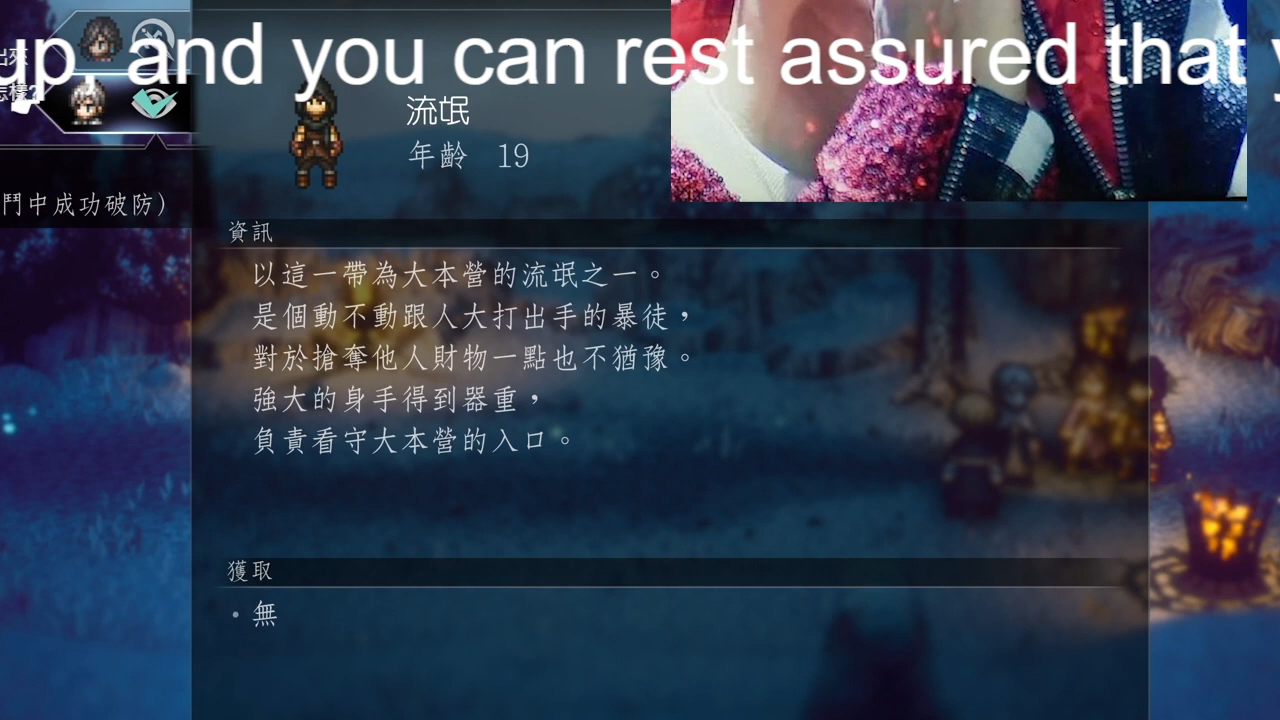 出來
up, and you can rest assured that y
怎樣?
流氓
年齡 19
鬥中成功破防)
資訊
以這一帶為大本營的流氓之一。
是個動不動跟人大打出手的暴徒，
對於搶奪他人財物一點也不猶豫。
強大的身手得到器重，
負責看守大本營的入口。
獲取
• 無